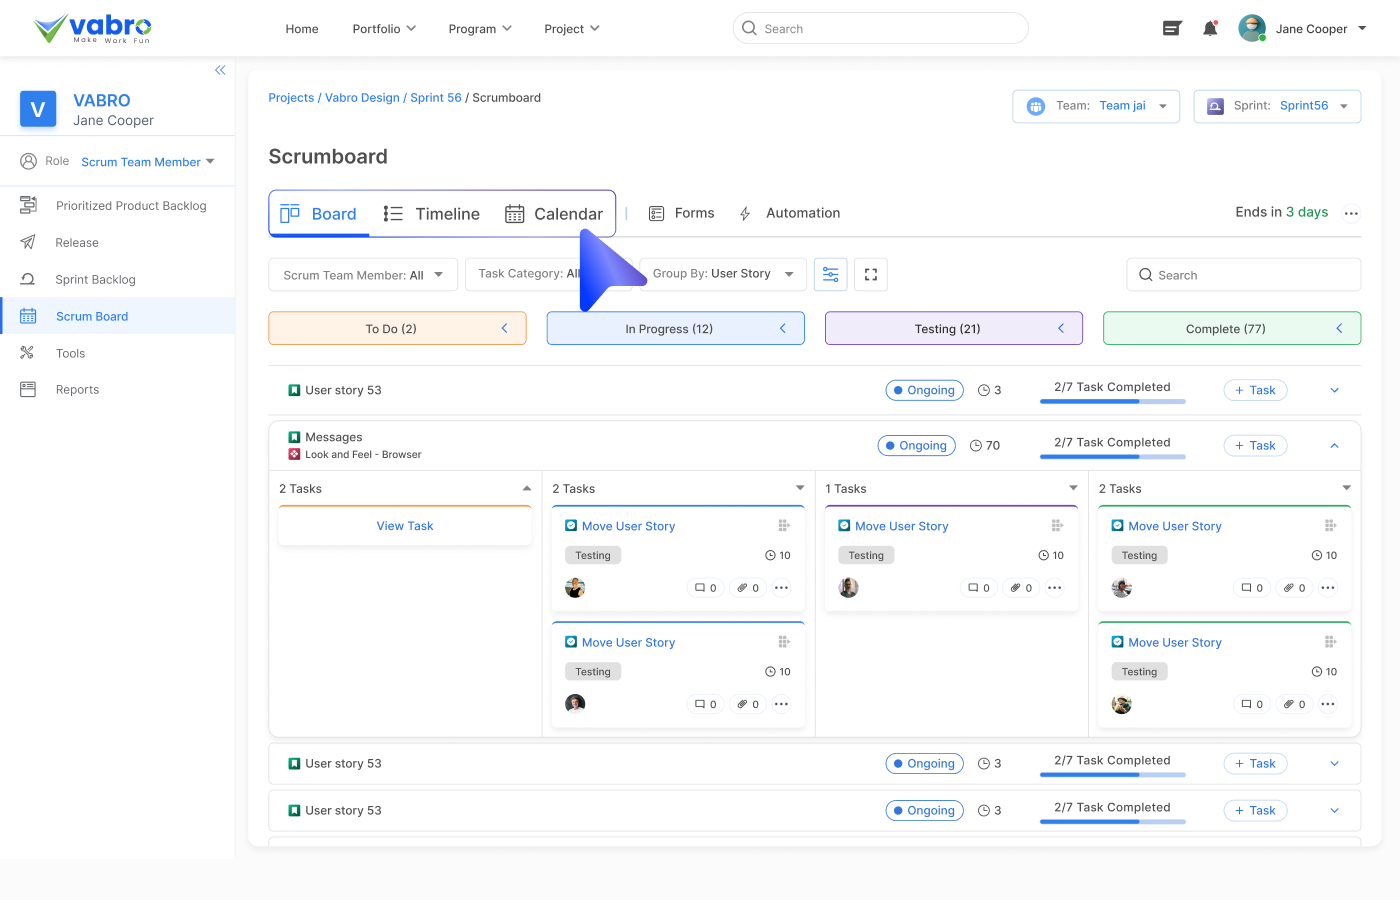 vabro
Make Work Fun
Home
Portfolio
Program
Project
Search
Jane Cooper
V
VABRO
Jane Cooper
Role Scrum Team Member
Prioritized Product Backlog
Release
Sprint Backlog
Scrum Board
Tools
Reports
Projects / Vabro Design / Sprint 56 / Scrumboard
Team: Team jai
Sprint: Sprint56
Scrumboard
Board
Timeline
Calendar
Forms
Automation
Ends in 3 days
Scrum Team Member: All
Task Category: All
Group By: User Story
Search
To Do (2)
In Progress (12)
Testing (21)
Complete (77)
User story 53
Ongoing
3
2/7 Task Completed
+ Task
Messages
Look and Feel - Browser
Ongoing
70
2/7 Task Completed
+ Task
2 Tasks
View Task
2 Tasks
Move User Story
Testing
10
0
0
Move User Story
Testing
10
0
0
1 Tasks
Move User Story
Testing
10
0
0
2 Tasks
Move User Story
Testing
10
0
0
Move User Story
Testing
10
0
0
User story 53
Ongoing
3
2/7 Task Completed
+ Task
User story 53
Ongoing
3
2/7 Task Completed
+ Task